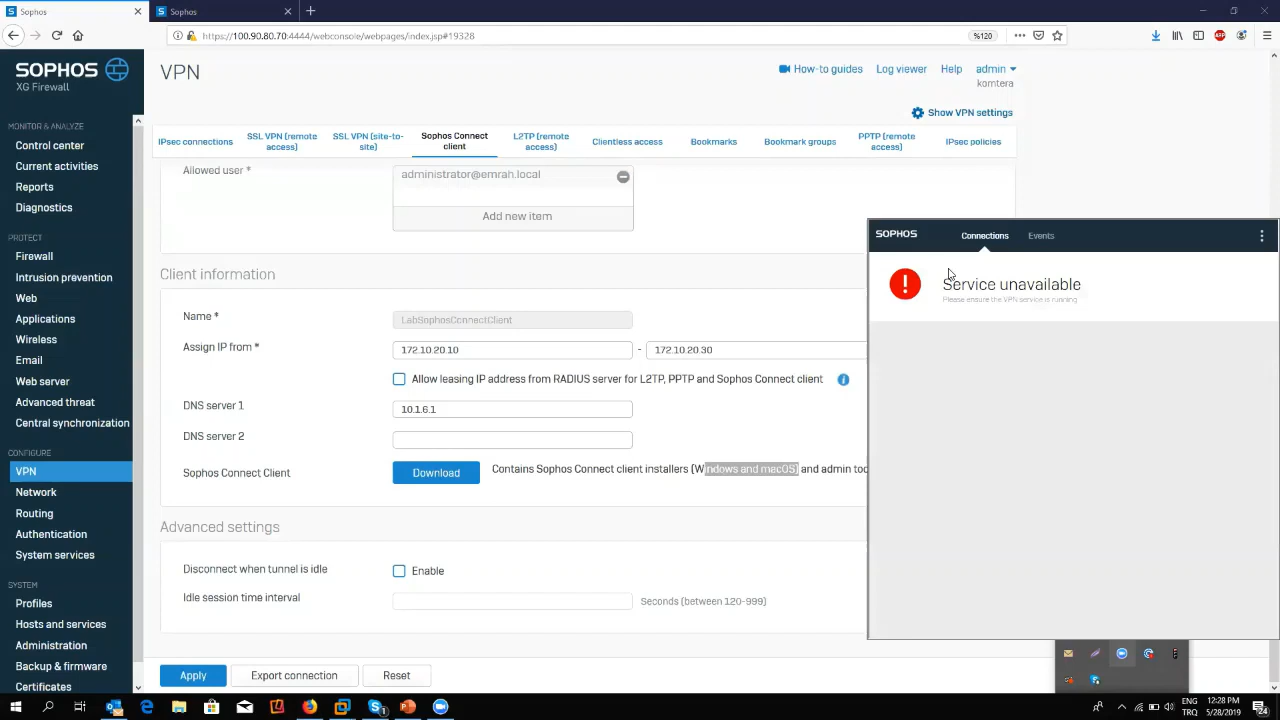 Sophos
Sophos
https://100.90.80.70:4444/webconsole/webpages/index.jsp#19328
%120
SOPHOS
XG Firewall
VPN
How-to guides
Log viewer
Help
admin
komtera
Show VPN settings
IPsec connections
SSL VPN (remote access)
SSL VPN (site-to-site)
Sophos Connect client
L2TP (remote access)
Clientless access
Bookmarks
Bookmark groups
PPTP (remote access)
IPsec policies
MONITOR & ANALYZE
Control center
Current activities
Reports
Diagnostics
PROTECT
Firewall
Intrusion prevention
Web
Applications
Wireless
Email
Web server
Advanced threat
Central synchronization
CONFIGURE
VPN
Network
Routing
Authentication
System services
SYSTEM
Profiles
Hosts and services
Administration
Backup & firmware
Certificates
Allowed user *
administrator@emrah.local
Add new item
Client information
Name *
LabSophosConnectClient
Assign IP from *
172.10.20.10
-
172.10.20.30
Allow leasing IP address from RADIUS server for L2TP, PPTP and Sophos Connect client
DNS server 1
10.1.6.1
DNS server 2
Sophos Connect Client
Download
Contains Sophos Connect client installers (Windows and macOS) and admin too
Advanced settings
Disconnect when tunnel is idle
Enable
Idle session time interval
Seconds (between 120-999)
Apply
Export connection
Reset
SOPHOS
Connections
Events
Service unavailable
Please ensure the VPN service is running
ENG
TRQ
12:28 PM
5/28/2019
24